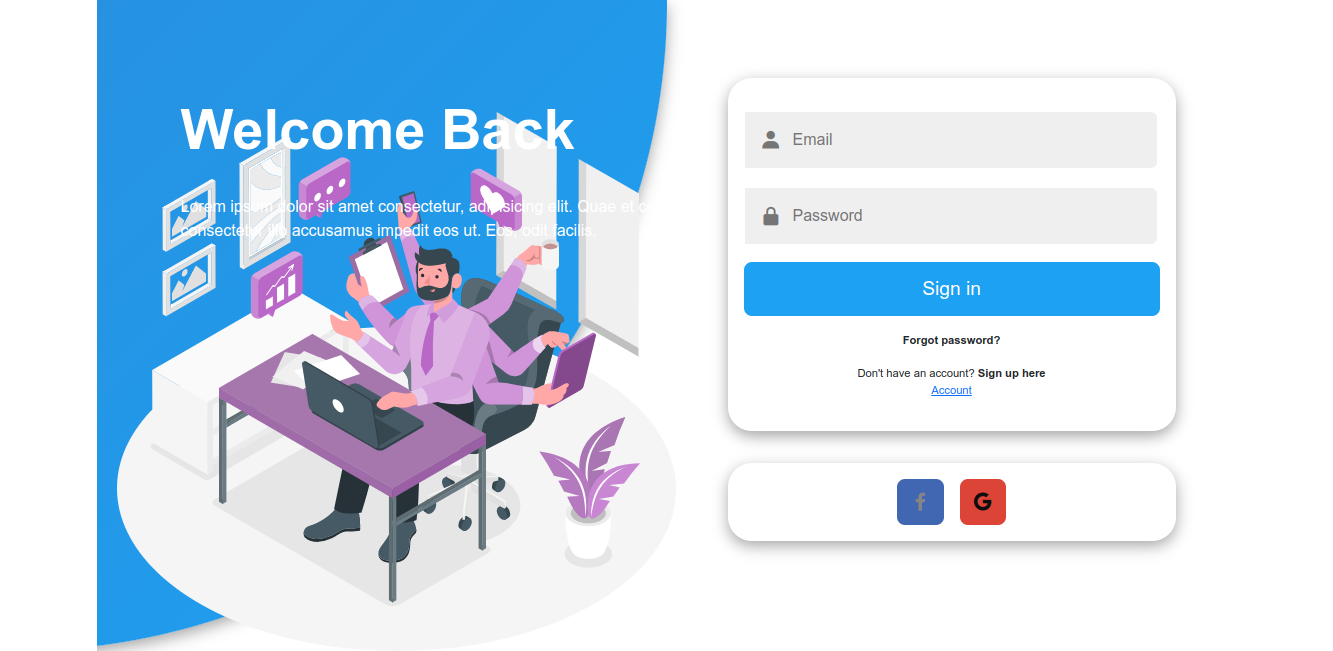 Welcome Back
Lorem ipsum dolor sit amet consectetur, adipisicing elit. Quae et
consectetur illo accusamus impedit eos ut. Eos, odit facilis.
Email
Password
Sign in
Forgot password?
Don't have an account? Sign up here
Account